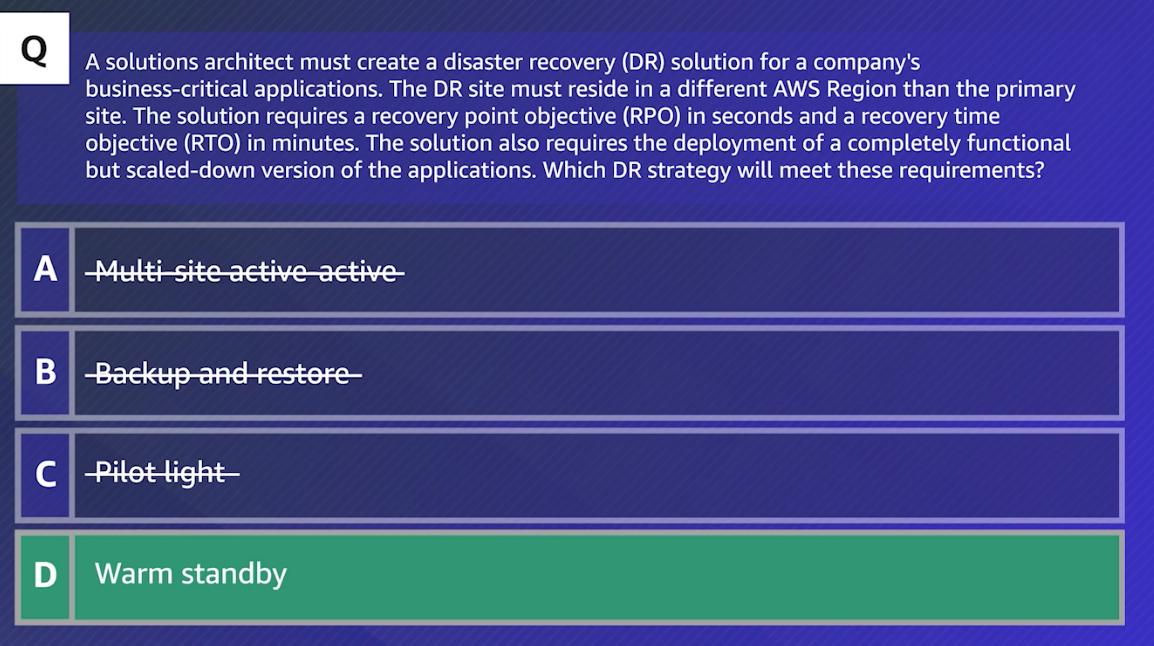 Q
A solutions architect must create a disaster recovery (DR) solution for a company's
business-critical applications. The DR site must reside in a different AWS Region than the primary
site. The solution requires a recovery point objective (RPO) in seconds and a recovery time
objective (RTO) in minutes. The solution also requires the deployment of a completely functional
but scaled-down version of the applications. Which DR strategy will meet these requirements?
A Multi-site active-active
B Backup and restore
C Pilot light
D Warm standby